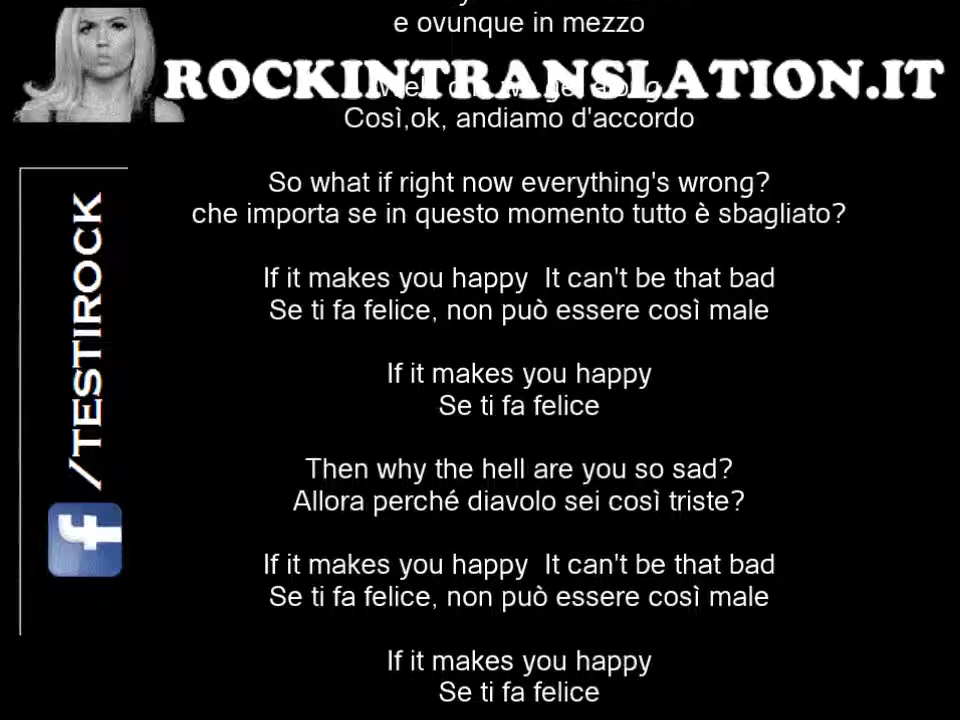 e ovunque in mezzo
ROCKINTRANSLATION.IT
Così,ok, andiamo d'accordo
So what if right now everything's wrong?
che importa se in questo momento tutto è sbagliato?
If it makes you happy  It can't be that bad
Se ti fa felice, non può essere così male
If it makes you happy
Se ti fa felice
Then why the hell are you so sad?
Allora perché diavolo sei così triste?
If it makes you happy  It can't be that bad
Se ti fa felice, non può essere così male
If it makes you happy
Se ti fa felice
f /TESTIROCK